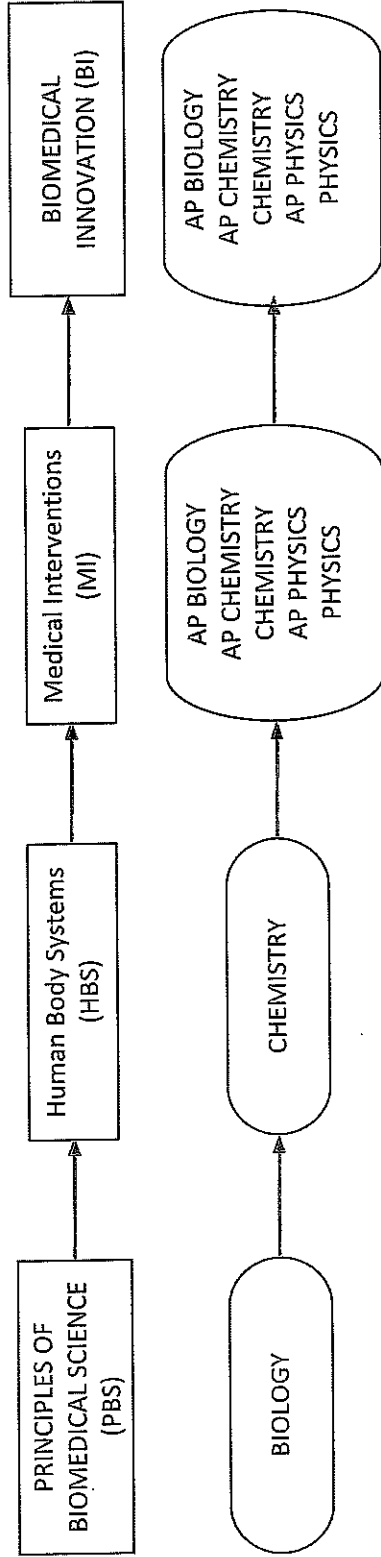 PRINCIPLES OF
BIOMEDICAL SCIENCE
(PBS)
Human Body Systems
(HBS)
Medical Interventions
(MI)
BIOMEDICAL
INNOVATION (BI)
BIOLOGY
CHEMISTRY
AP BIOLOGY
AP CHEMISTRY
CHEMISTRY
AP PHYSICS
PHYSICS
AP BIOLOGY
AP CHEMISTRY
CHEMISTRY
AP PHYSICS
PHYSICS